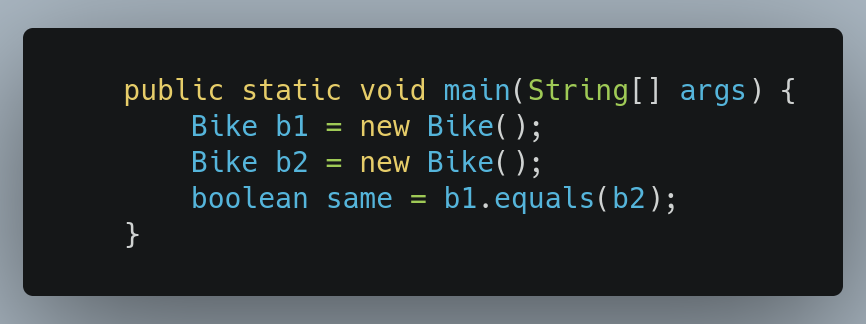 public static void main(String[] args) {
Bike b1 = new Bike();
Bike b2 = new Bike();
boolean same = b1.equals(b2);
}